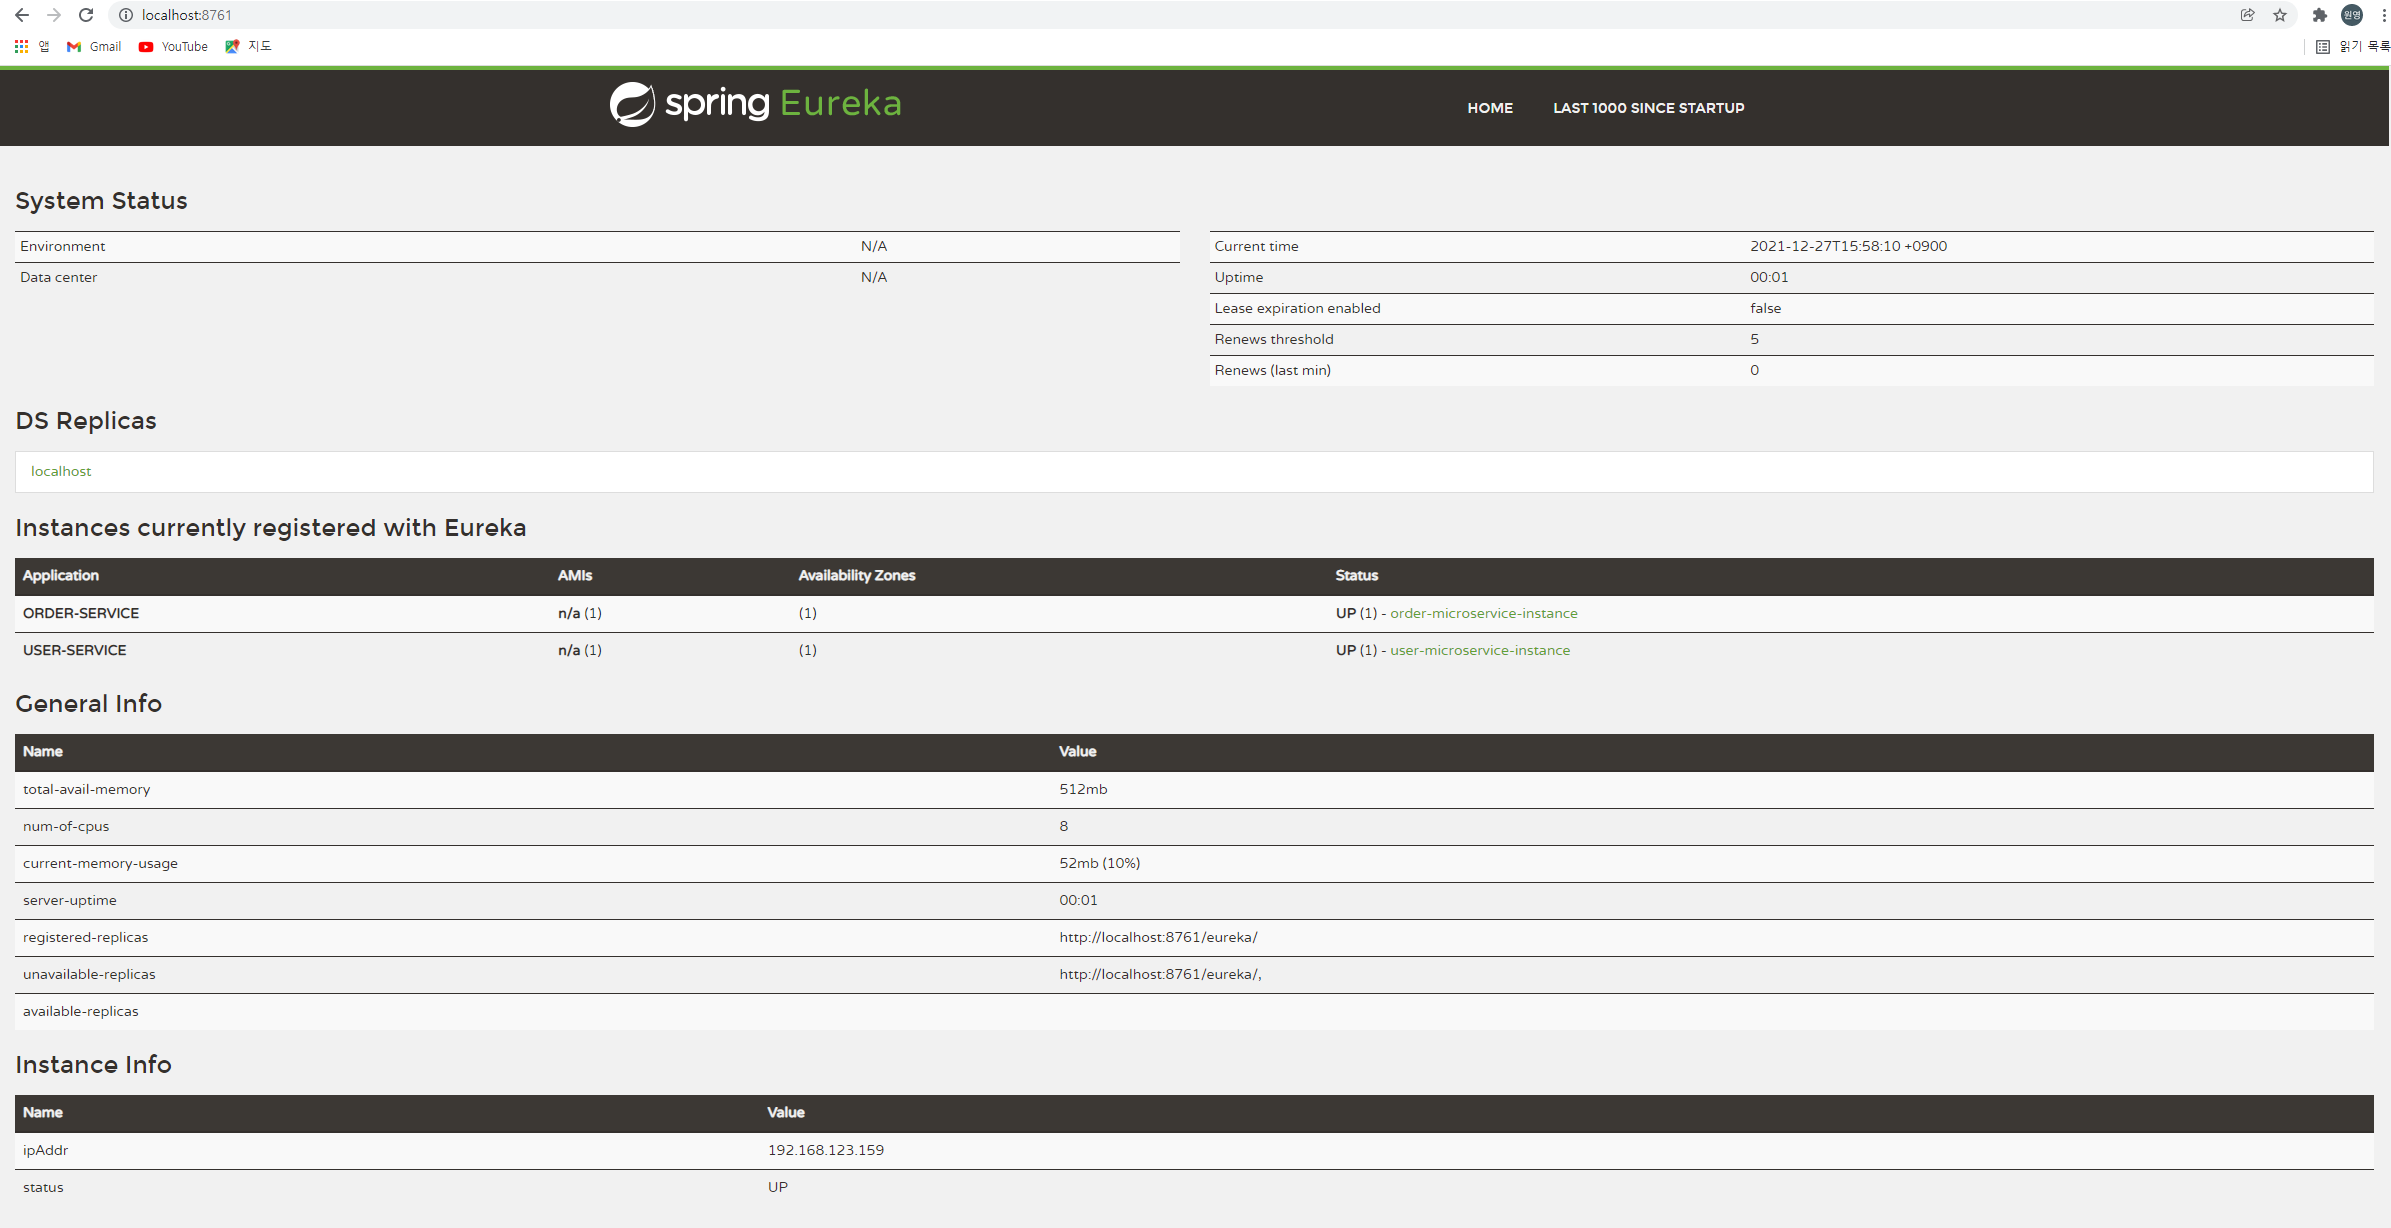 localhost:8761
원영
앱 Gmail YouTube 지도 읽기 목록
spring Eureka HOME LAST 1000 SINCE STARTUP
System Status
Environment N/A
Data center N/A
Current time 2021-12-27T15:58:10 +0900
Uptime 00:01
Lease expiration enabled false
Renews threshold 5
Renews (last min) 0
DS Replicas
localhost
Instances currently registered with Eureka
Application AMIs Availability Zones Status
ORDER-SERVICE n/a (1) (1) UP (1) - order-microservice-instance
USER-SERVICE n/a (1) (1) UP (1) - user-microservice-instance
General Info
Name Value
total-avail-memory 512mb
num-of-cpus 8
current-memory-usage 52mb (10%)
server-uptime 00:01
registered-replicas http://localhost:8761/eureka/
unavailable-replicas http://localhost:8761/eureka/,
available-replicas
Instance Info
Name Value
ipAddr 192.168.123.159
status UP